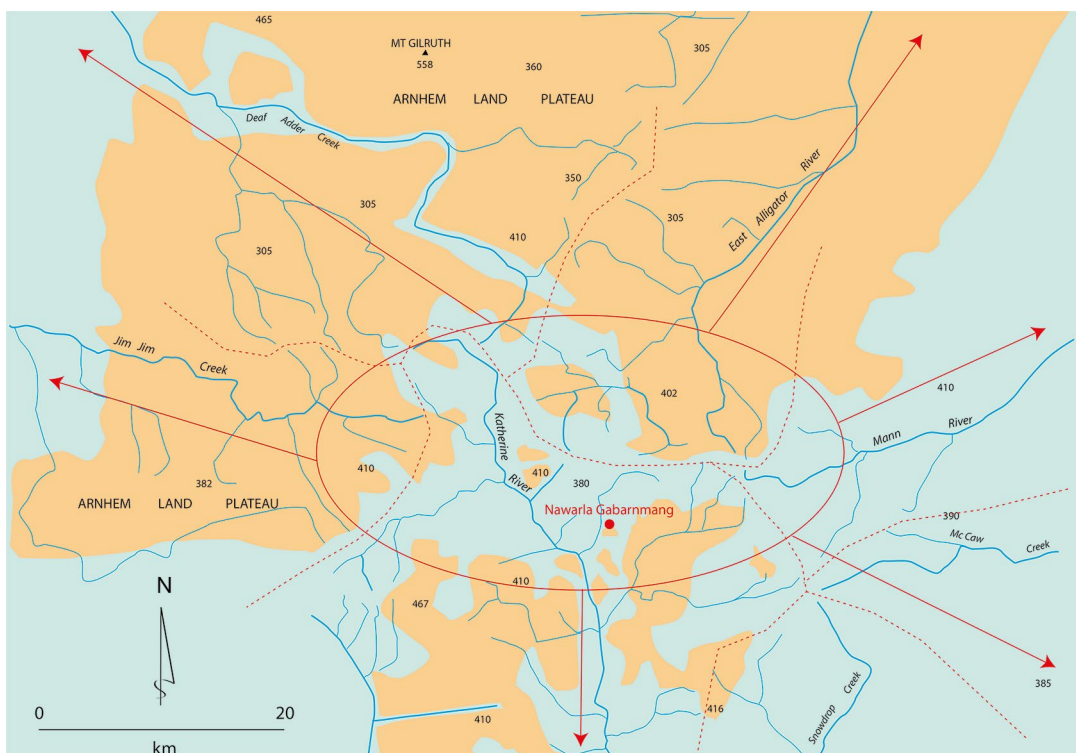 465
MT GILRUTH
558
360
305
ARNHEM LAND PLATEAU
Deaf Adder Creek
350
305
305
East Alligator River
410
305
Jim Jim Creek
402
410
Katherine River
Mann River
410
410
380
382
ARNHEM LAND PLATEAU
Nawarla Gabarnmang
390
Mc Caw Creek
N
410
467
385
416
Snowdrop Creek
410
0 20
km